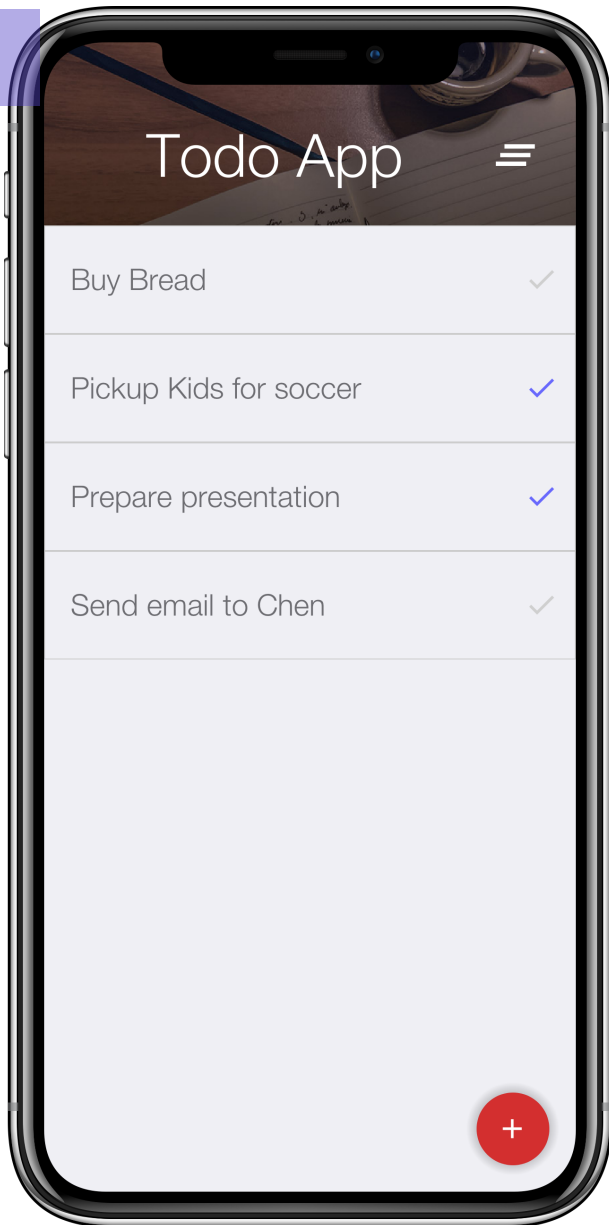 Todo App
Buy Bread
Pickup Kids for soccer
Prepare presentation
Send email to Chen
+